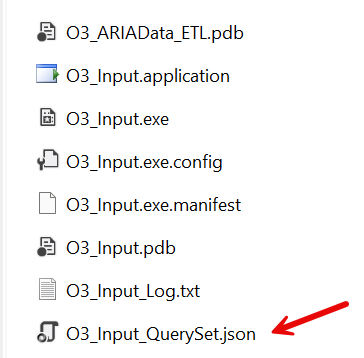 O3_ARIAData_ETL.pdb
O3_Input.application
O3_Input.exe
O3_Input.exe.config
O3_Input.exe.manifest
O3_Input.pdb
O3_Input_Log.txt
O3_Input_QuerySet.json